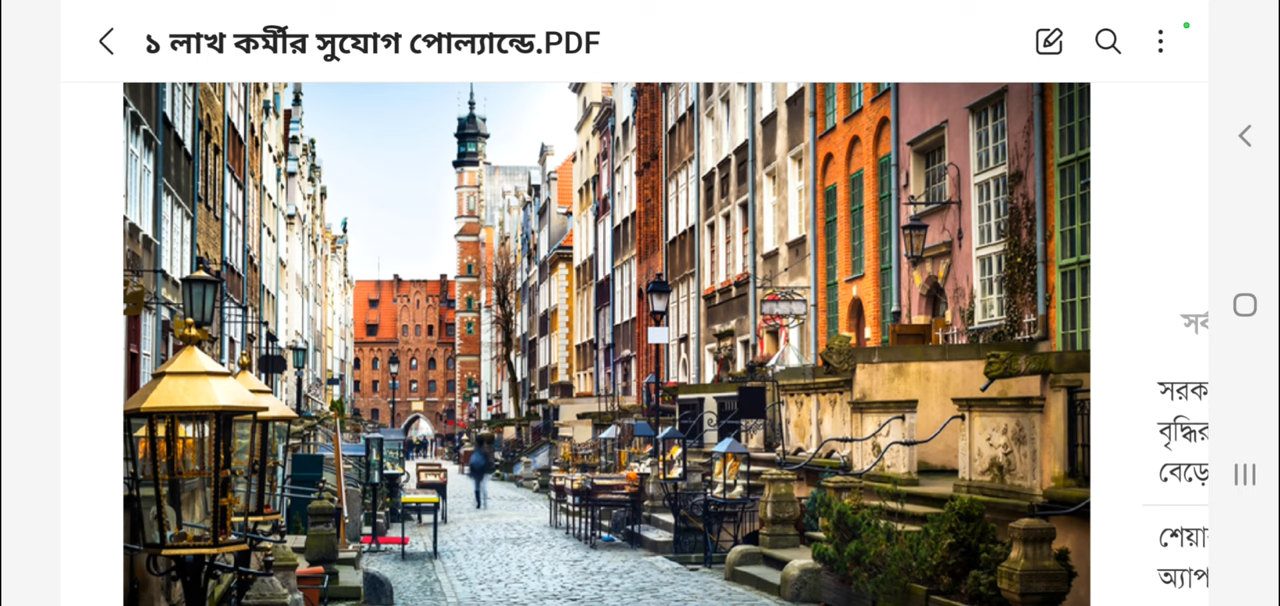 ১ লাখ কর্মীর সুযোগ পোল্যান্ডে.PDF
সরক
বৃদ্ধির
বেড়ে
শেয়া
অ্যাপ